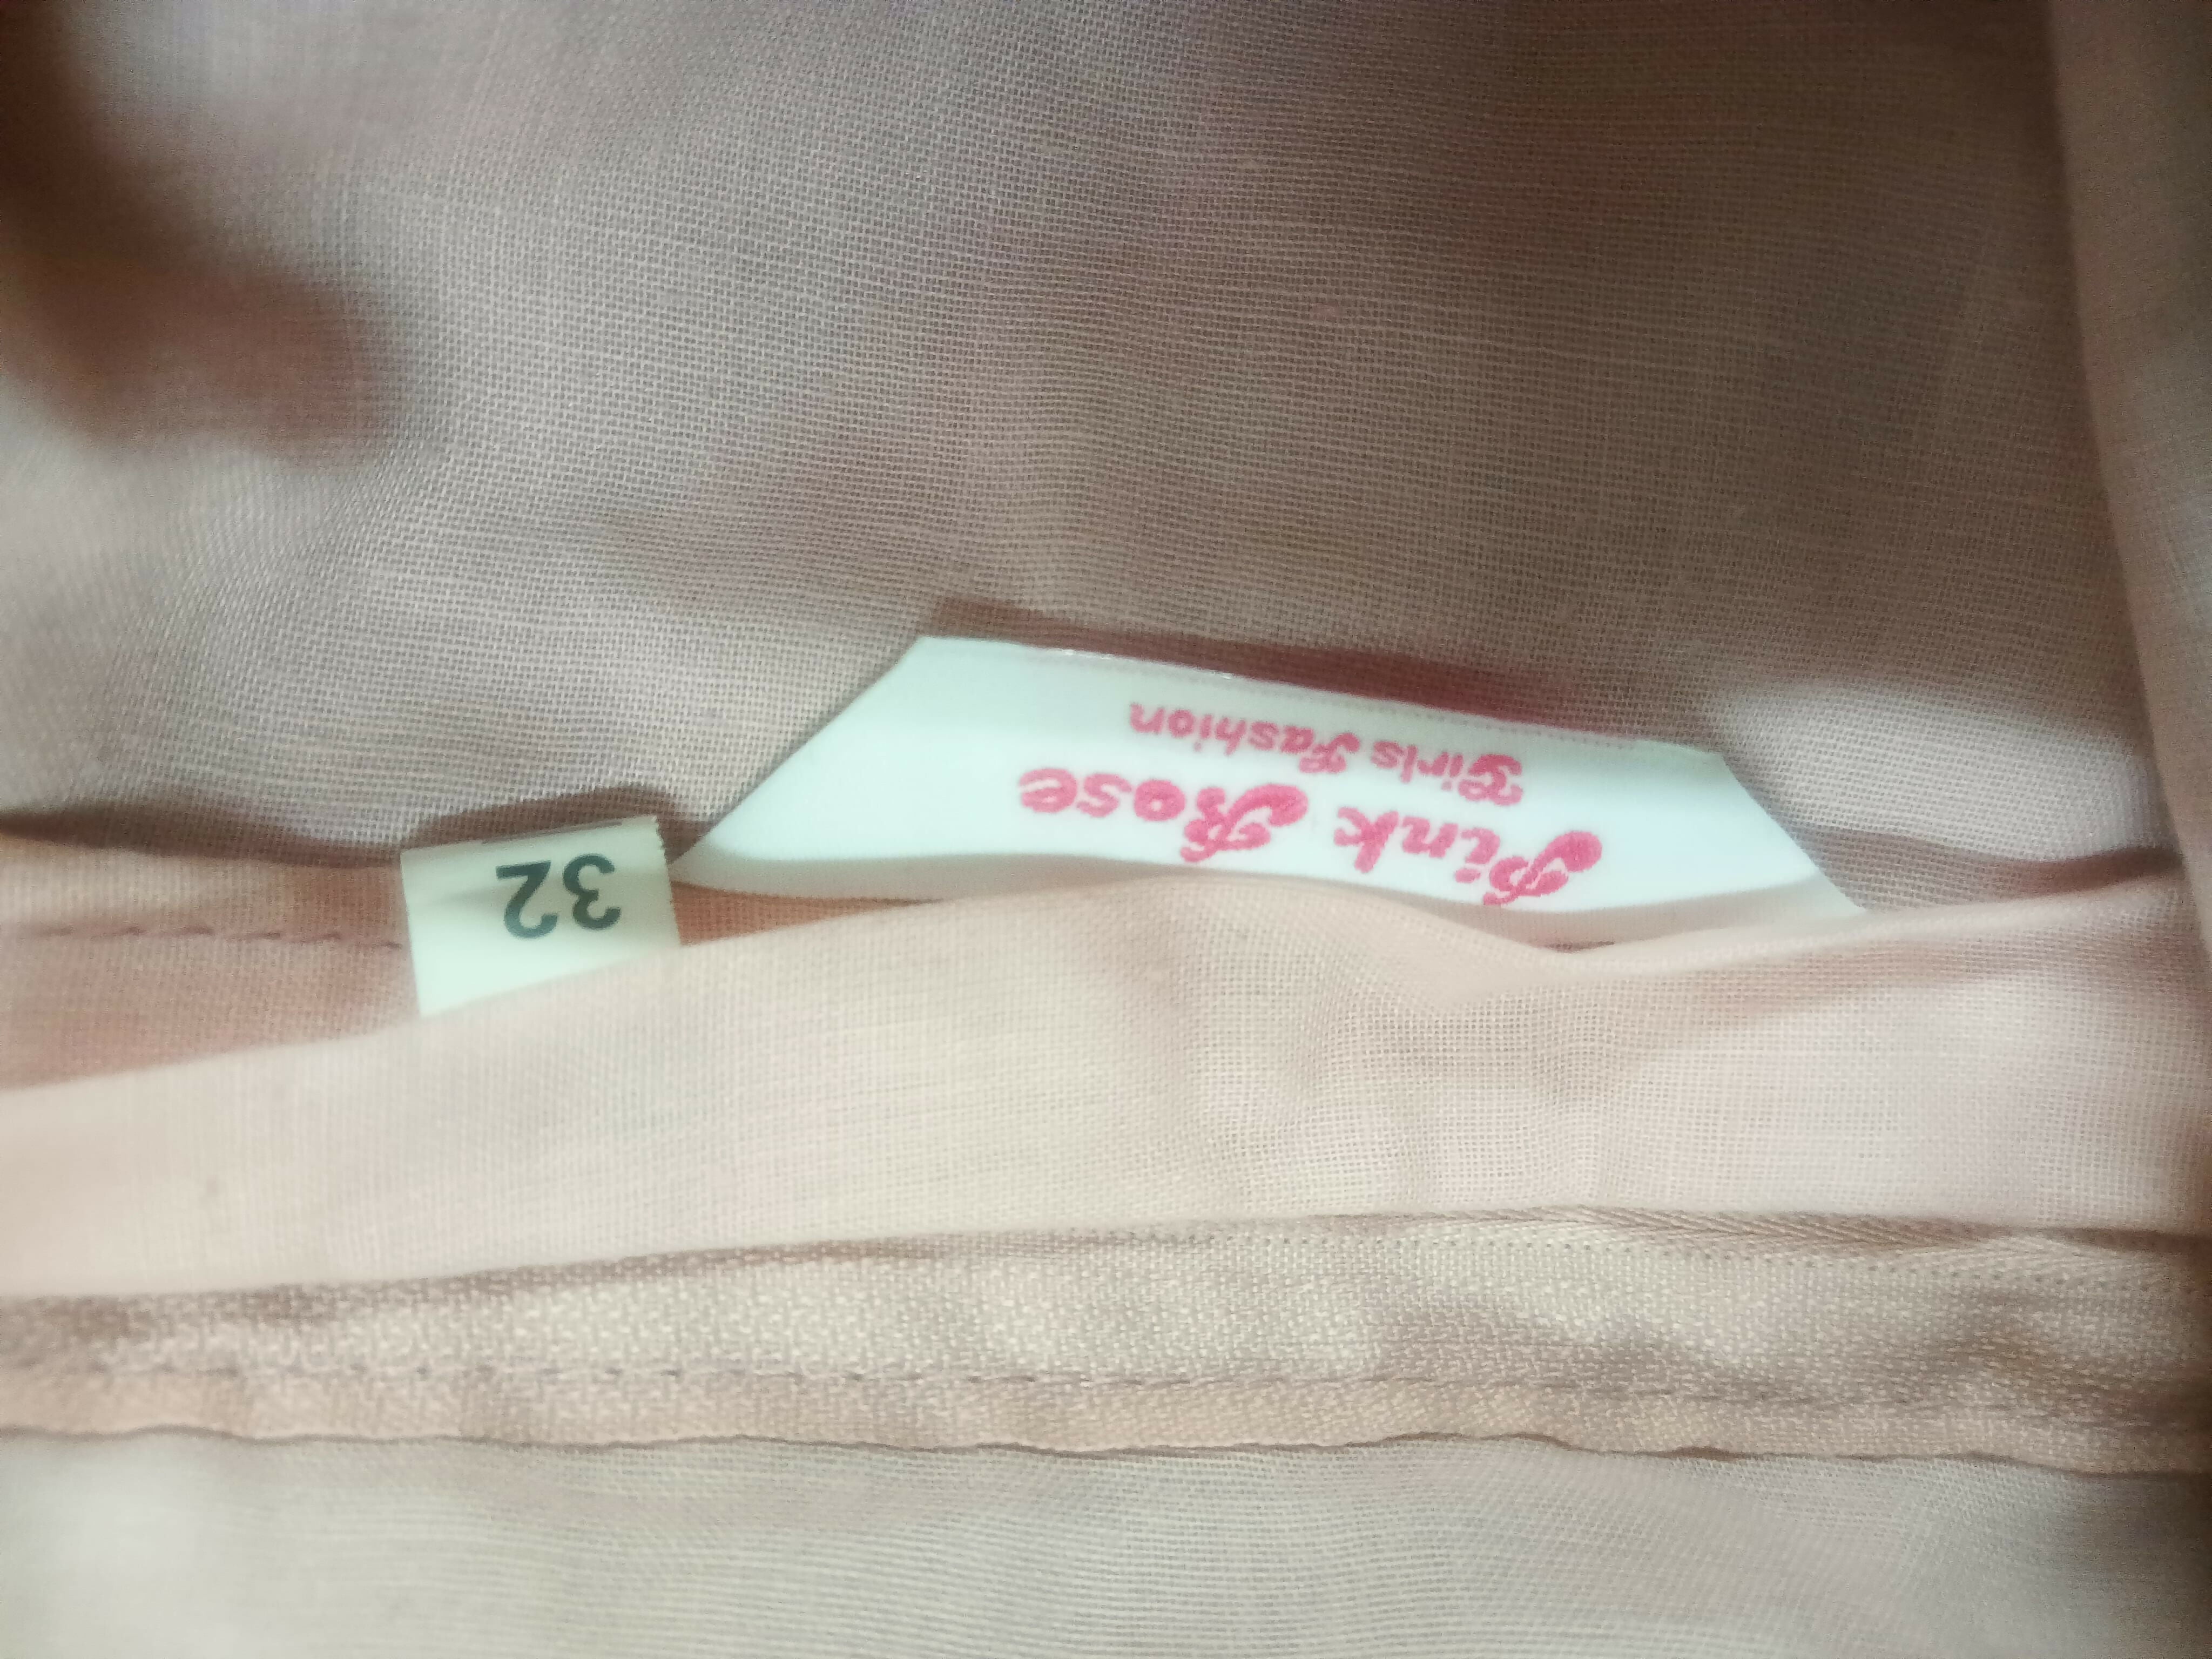 Pink Rose
Girls Fashion
32